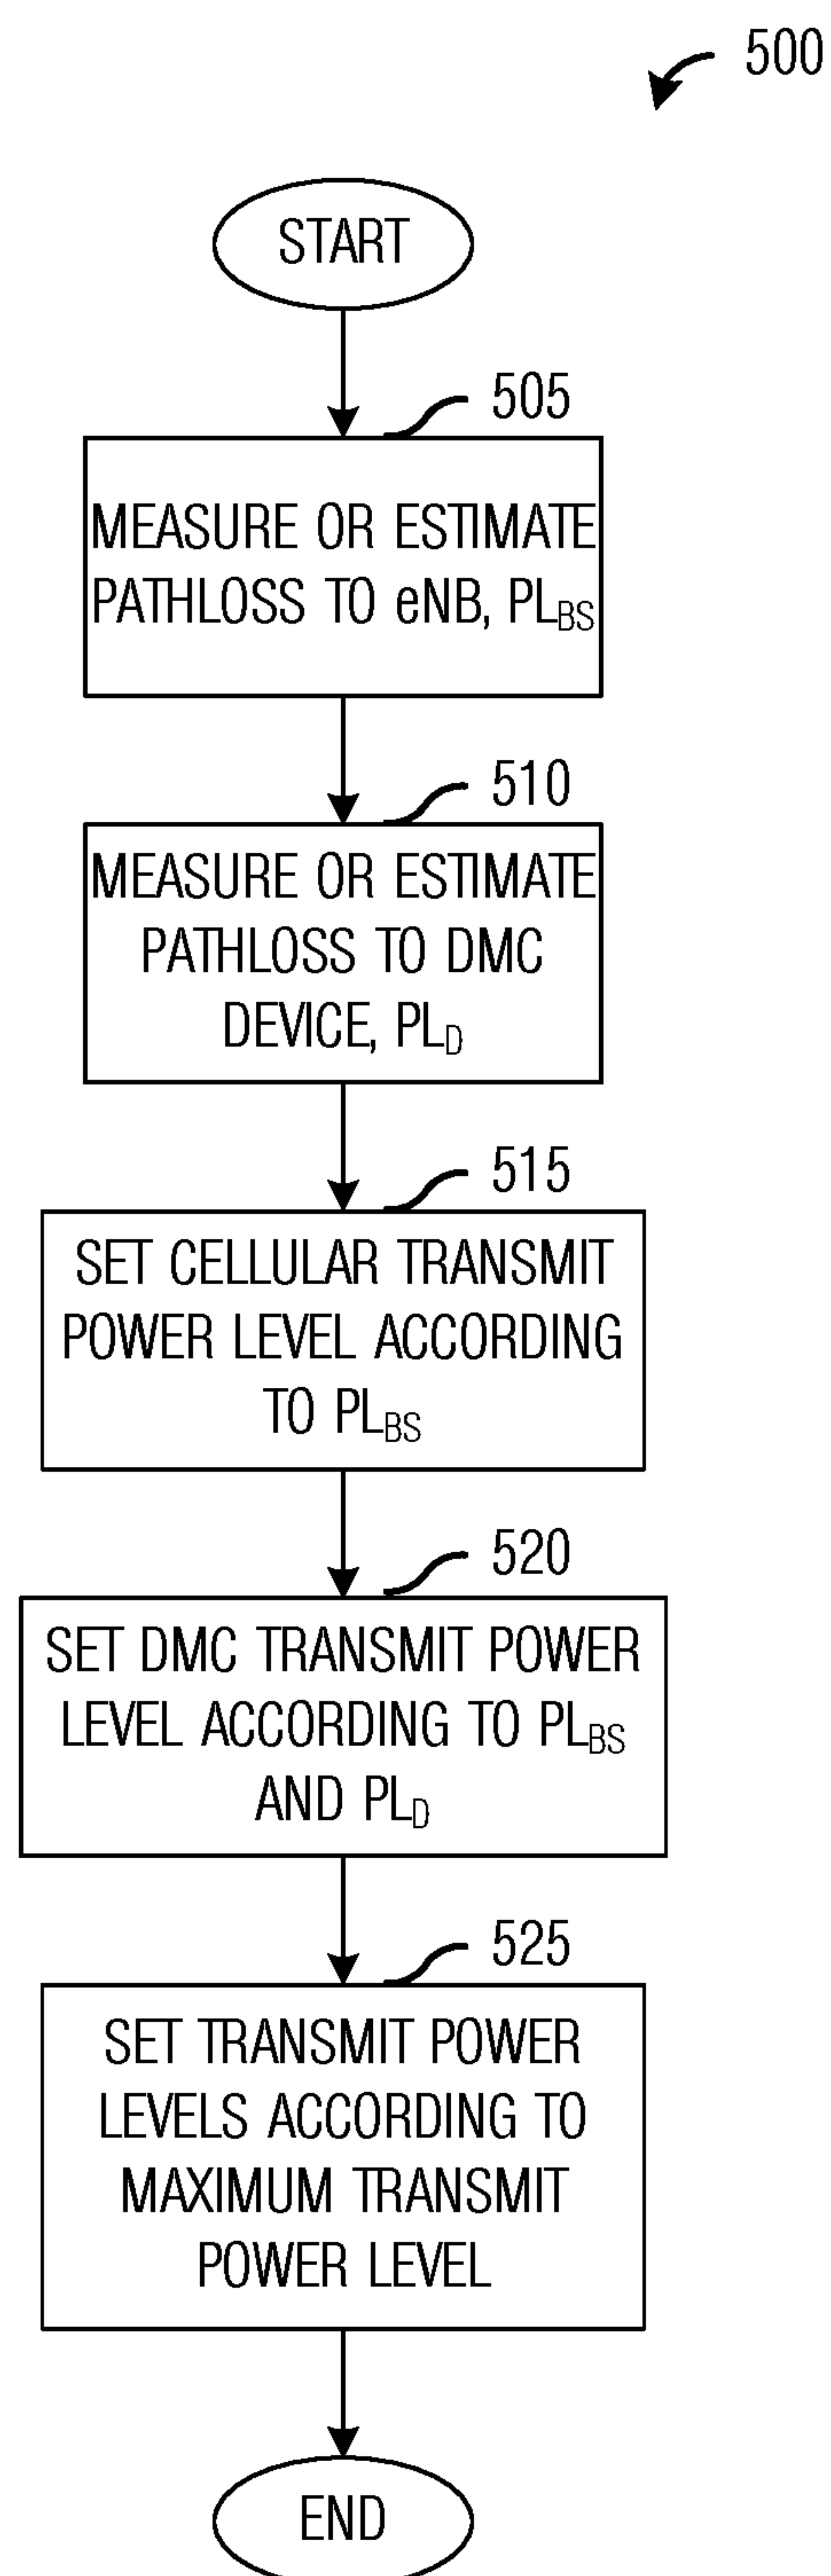 500
START
505
MEASURE OR ESTIMATE
PATHLOSS TO eNB, PLBS
510
MEASURE OR ESTIMATE
PATHLOSS TO DMC
DEVICE, PLD
515
SET CELLULAR TRANSMIT
POWER LEVEL ACCORDING
TO PLBS
520
SET DMC TRANSMIT POWER
LEVEL ACCORDING TO PLBS
AND PLD
525
SET TRANSMIT POWER
LEVELS ACCORDING TO
MAXIMUM TRANSMIT
POWER LEVEL
END